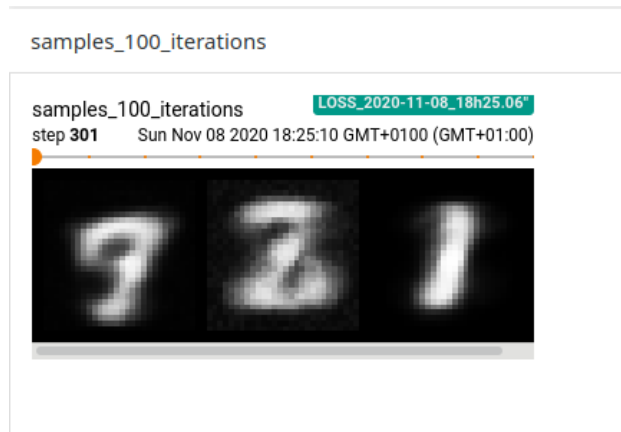 samples_100_iterations
samples_100_iterations
LOSS_2020-11-08_18h25.06"
step 301 Sun Nov 08 2020 18:25:10 GMT+0100 (GMT+01:00)